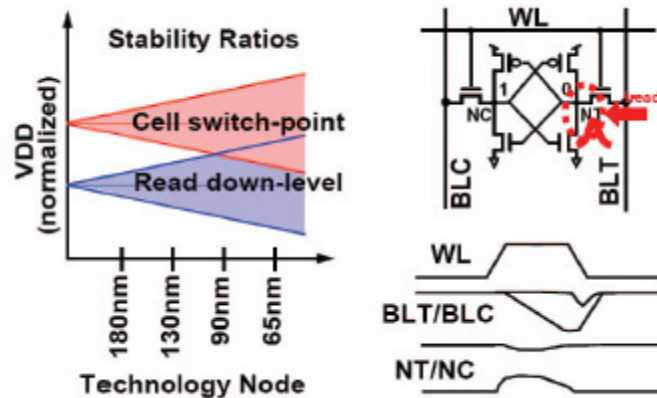 Stability Ratios
VDD
(normalized)
Cell switch-point
Read down-level
180nm
130nm
90nm
65nm
Technology Node
WL
1
0
NC
NT
BLC
BLT
WL
BLT/BLC
NT/NC